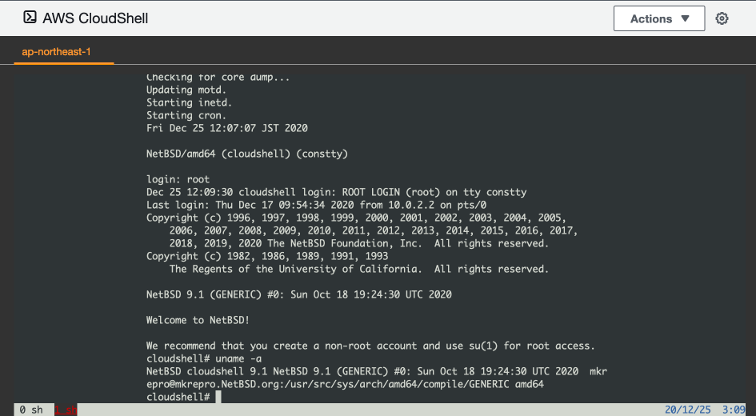 AWS CloudShell
Actions ▼
ap-northeast-1
Checking for core dump...
Updating motd.
Starting inetd.
Starting cron.
Fri Dec 25 12:07:07 JST 2020
NetBSD/amd64 (cloudshell) (constty)
login: root
Dec 25 12:09:30 cloudshell login: ROOT LOGIN (root) on tty constty
Last login: Thu Dec 17 09:54:34 2020 from 10.0.2.2 on pts/0
Copyright (c) 1996, 1997, 1998, 1999, 2000, 2001, 2002, 2003, 2004, 2005,
    2006, 2007, 2008, 2009, 2010, 2011, 2012, 2013, 2014, 2015, 2016, 2017,
    2018, 2019, 2020 The NetBSD Foundation, Inc.  All rights reserved.
Copyright (c) 1982, 1986, 1989, 1991, 1993
    The Regents of the University of California.  All rights reserved.
NetBSD 9.1 (GENERIC) #0: Sun Oct 18 19:24:30 UTC 2020
Welcome to NetBSD!
We recommend that you create a non-root account and use su(1) for root access.
cloudshell# uname -a
NetBSD cloudshell 9.1 NetBSD 9.1 (GENERIC) #0: Sun Oct 18 19:24:30 UTC 2020  mkr
epro@mkrepro.NetBSD.org:/usr/src/sys/arch/amd64/compile/GENERIC amd64
cloudshell#
0 sh 1 sh 20/12/25 3:09